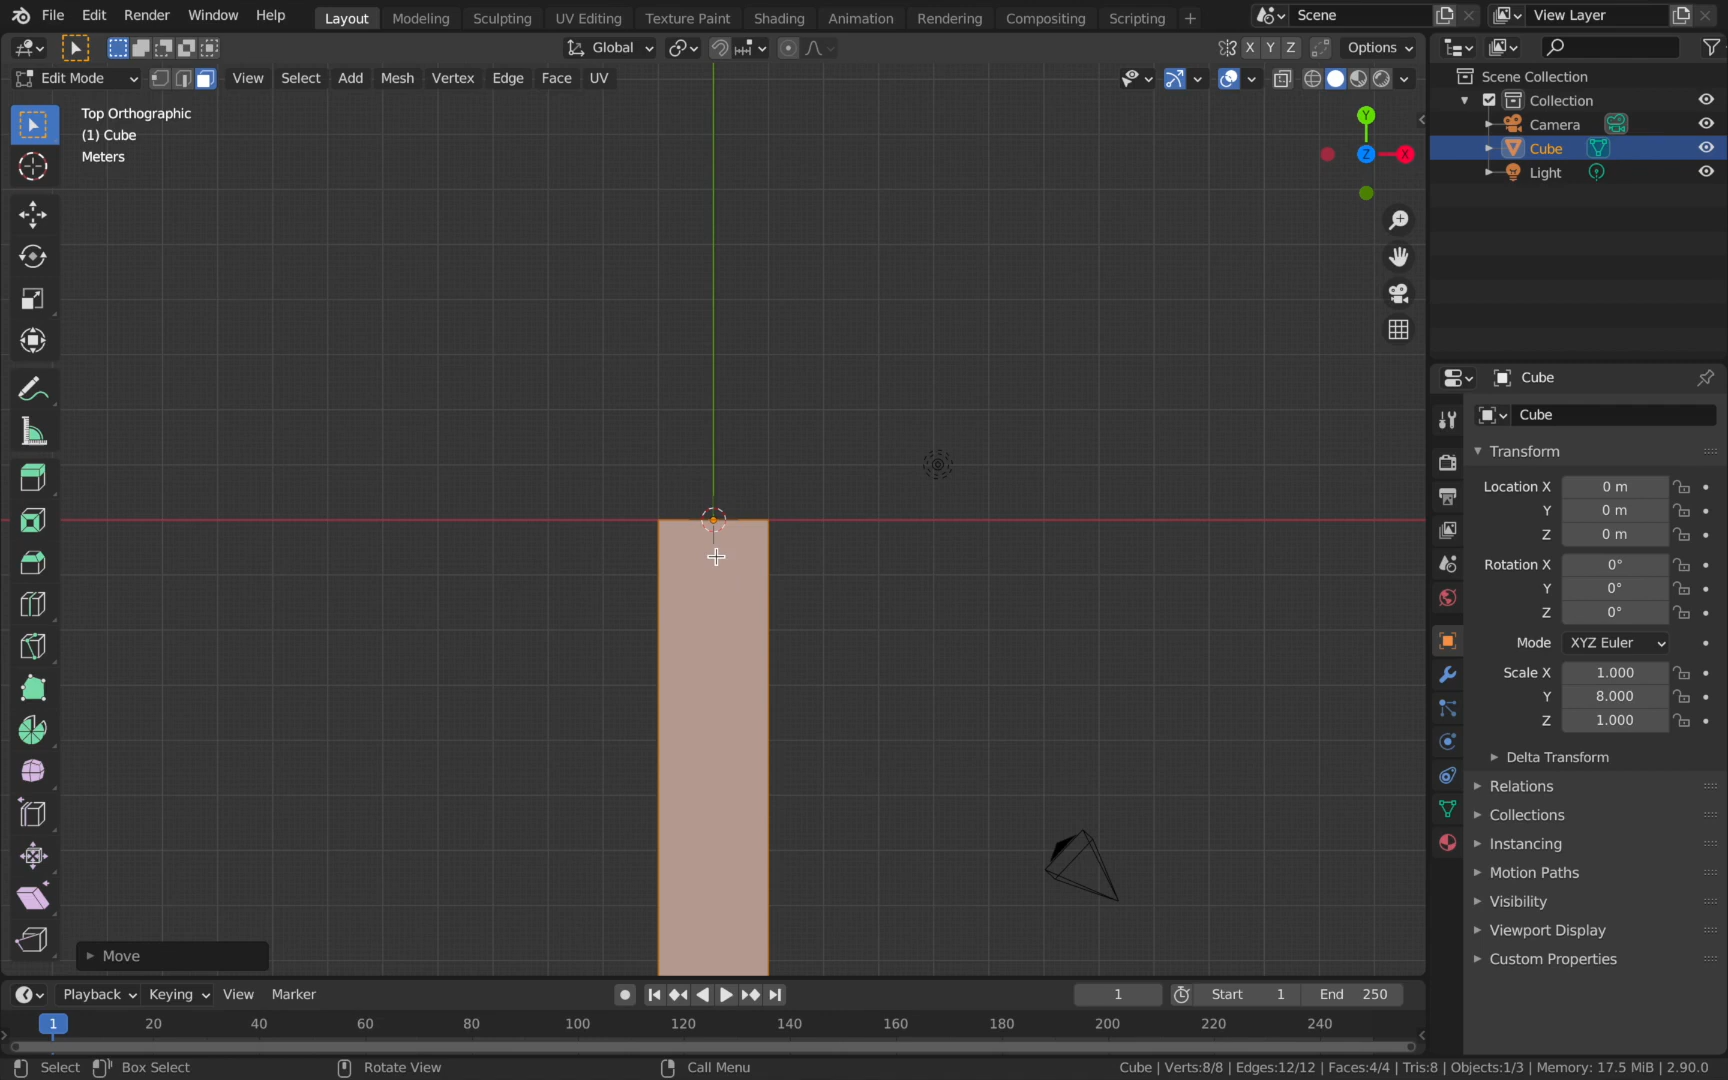 File Edit Render Window Help Layout Modeling Sculpting UV Editing Texture Paint Shading Animation Rendering Compositing Scripting + Scene View Layer
Global X Y Z Options
Edit Mode View Select Add Mesh Vertex Edge Face UV
Scene Collection
Collection
Camera
Cube
Light
Top Orthographic
(1) Cube
Meters
Y
Z X
Cube
Cube
Transform
Location X 0 m
Y 0 m
Z 0 m
Rotation X 0°
Y 0°
Z 0°
Mode XYZ Euler
Scale X 1.000
Y 8.000
Z 1.000
Delta Transform
Relations
Collections
Instancing
Motion Paths
Visibility
Viewport Display
Custom Properties
Move
Playback Keying View Marker 1 Start 1 End 250
1 20 40 60 80 100 120 140 160 180 200 220 240
Select Box Select Rotate View Call Menu Cube | Verts:8/8 | Edges:12/12 | Faces:4/4 | Tris:8 | Objects:1/3 | Memory: 17.5 MiB | 2.90.0